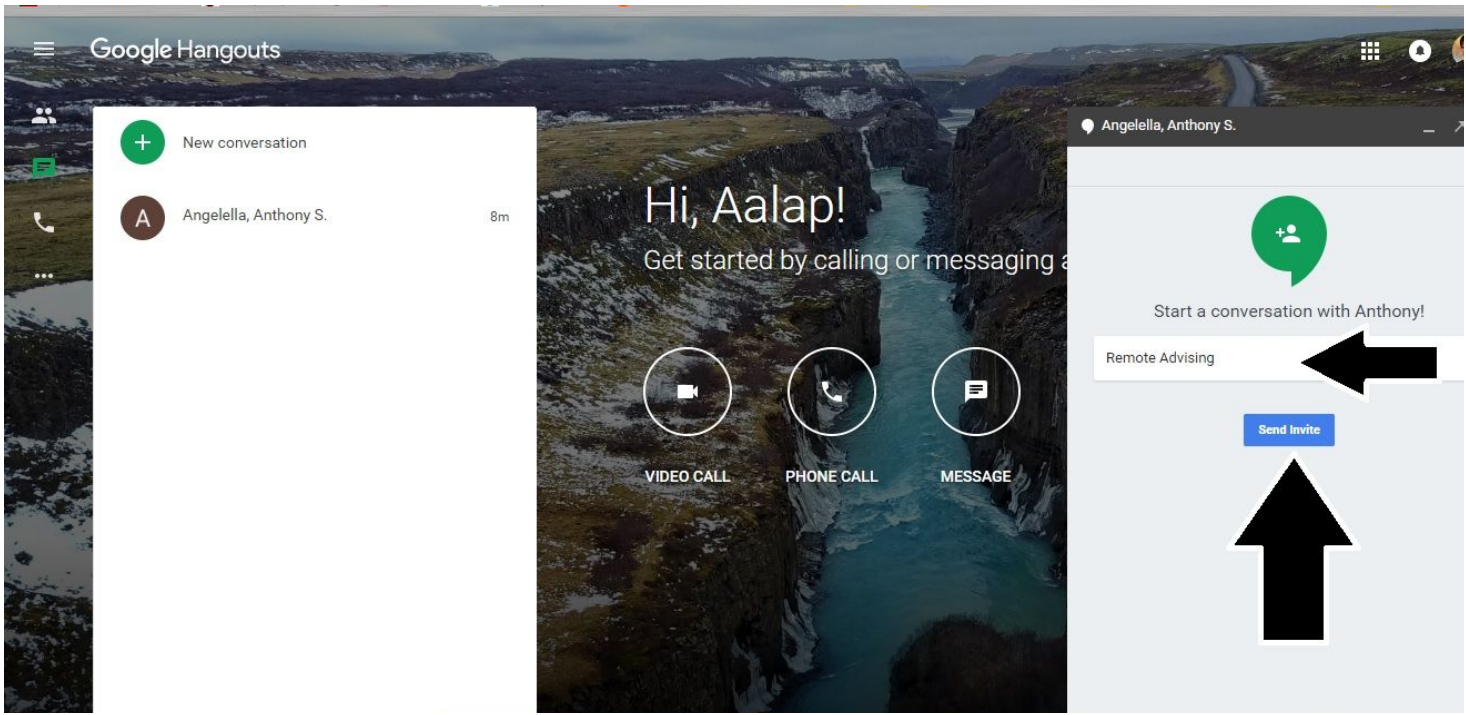 Google Hangouts
New conversation
A
Angelella, Anthony S.
8m
Hi, Aalap!
Get started by calling or messaging
VIDEO CALL
PHONE CALL
MESSAGE
Angelella, Anthony S.
Start a conversation with Anthony!
Remote Advising
Send Invite